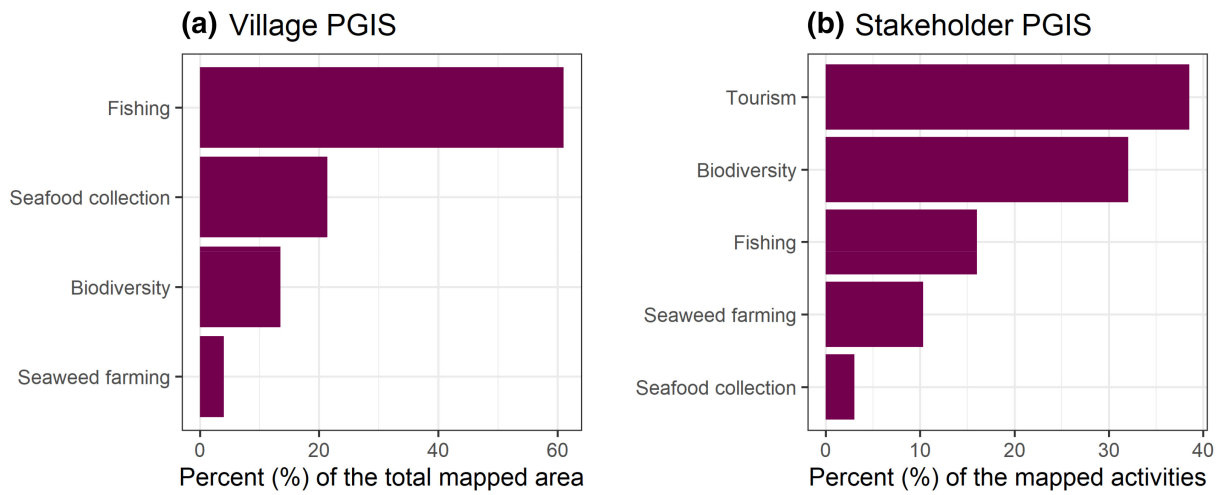 (a) Village PGIS
Fishing
Seafood collection
Biodiversity
Seaweed farming
0 20 40 60
Percent (%) of the total mapped area
(b) Stakeholder PGIS
Tourism
Biodiversity
Fishing
Seaweed farming
Seafood collection
0 10 20 30 40
Percent (%) of the mapped activities